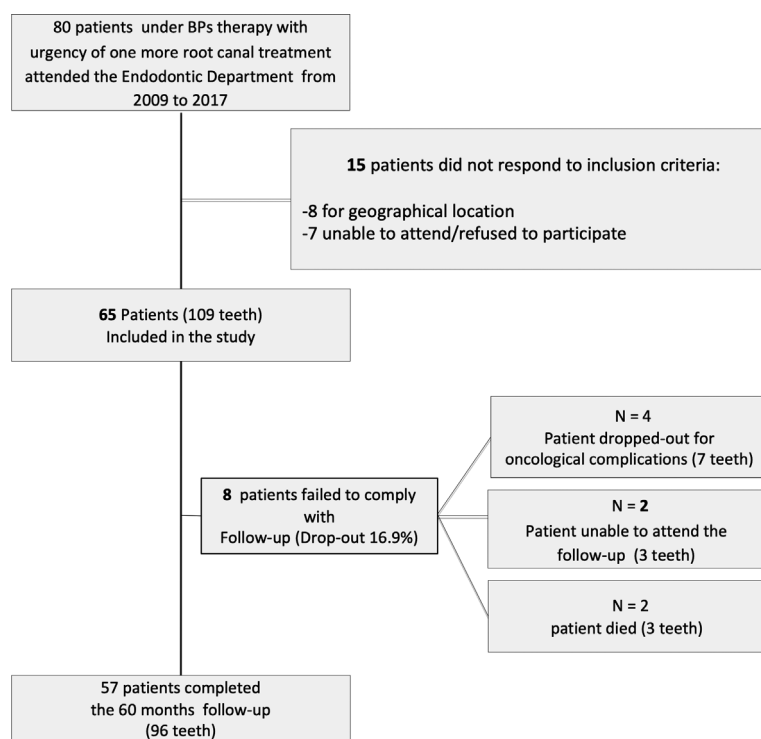 80 patients under BPs therapy with
urgency of one more root canal treatment
attended the Endodontic Department from
2009 to 2017
15 patients did not respond to inclusion criteria:
-8 for geographical location
-7 unable to attend/refused to participate
65 Patients (109 teeth)
Included in the study
N = 4
Patient dropped-out for
oncological complications (7 teeth)
8 patients failed to comply
with
Follow-up (Drop-out 16.9%)
N = 2
Patient unable to attend the
follow-up (3 teeth)
N = 2
patient died (3 teeth)
57 patients completed
the 60 months follow-up
(96 teeth)